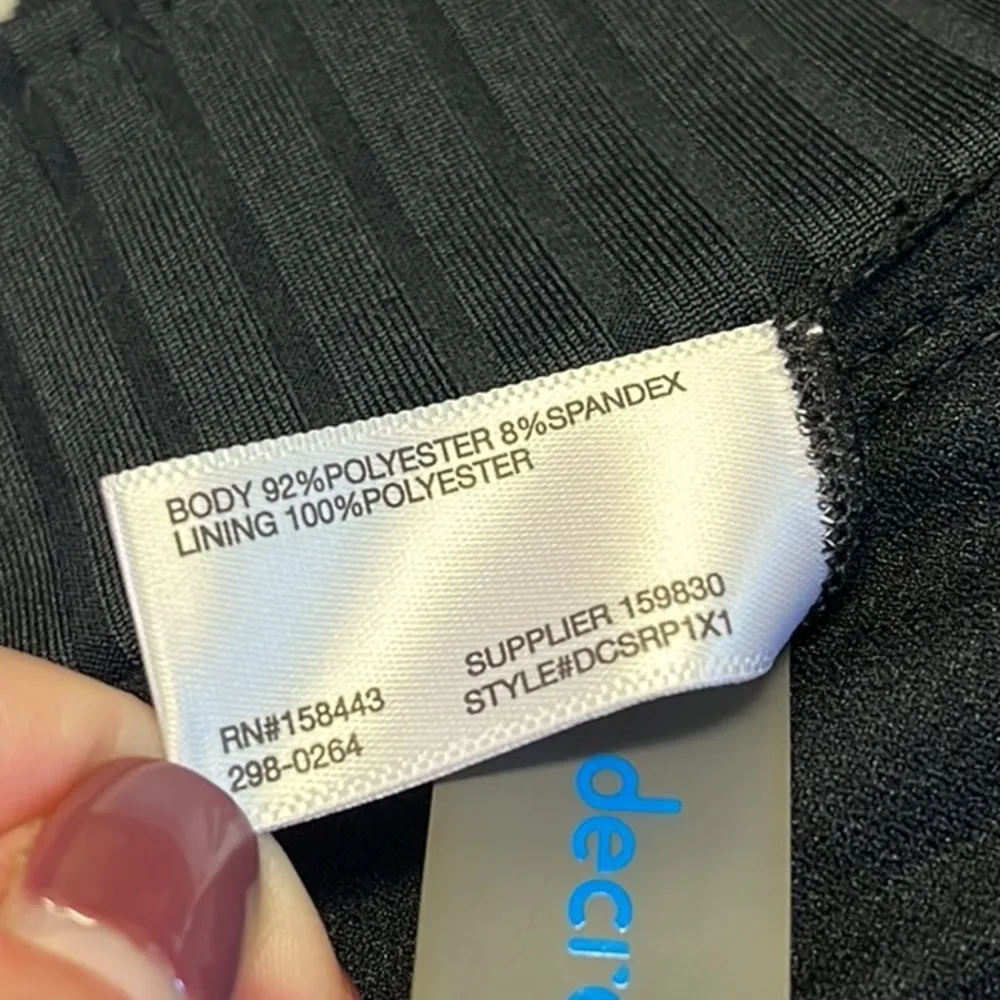 BODY 92%POLYESTER 8%SPANDEX
LINING 100%POLYESTER
SUPPLIER 159830
STYLE#DCSRP1X1
RN#158443
298-0264
decr